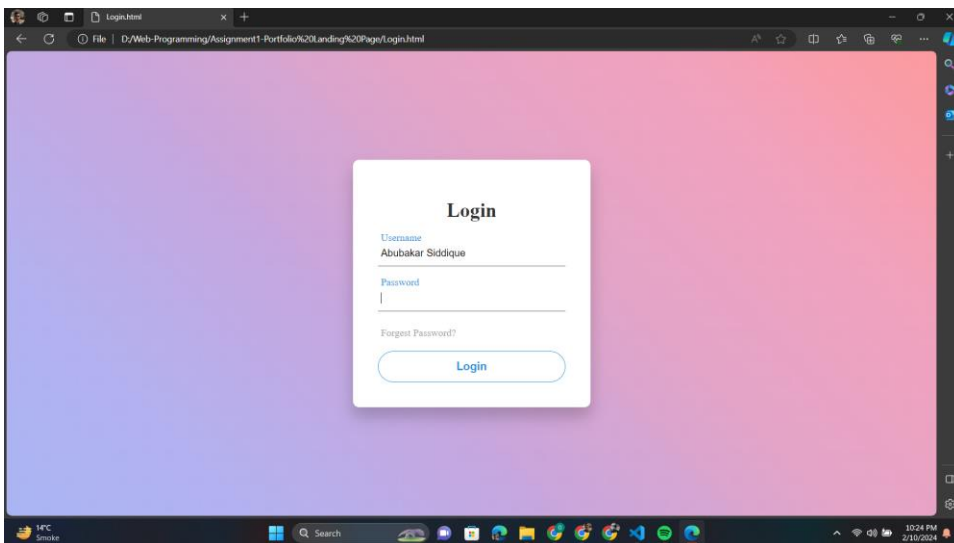 Login.html
File
D:/Web-Programming/Assignment1-Portfolio%20Landing%20Page/Login.html
Login
Username
Abubakar Siddique
Password
Forgest Password?
Login
14°C
Smoke
Search
10:24 PM
2/10/2024